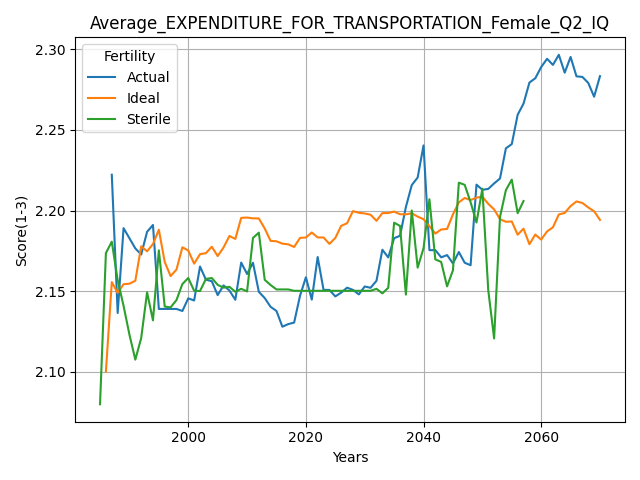 Average_EXPENDITURE_FOR_TRANSPORTATION_Female_Q2_IQ
Fertility
Actual
Ideal
Sterile
Score(1-3)
2.30
2.25
2.20
2.15
2.10
2000
2020
2040
2060
Years